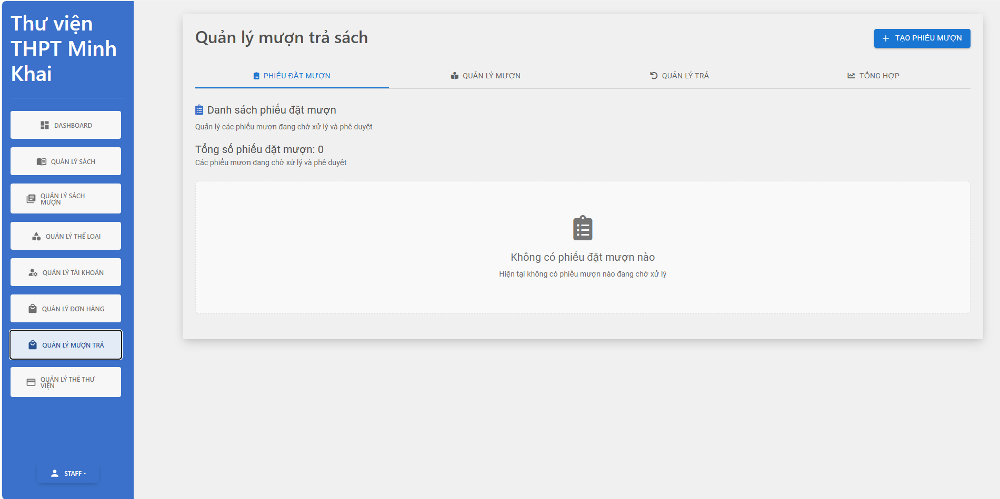 Thư viện
THPT Minh
Khai
DASHBOARD
QUẢN LÝ SÁCH
QUẢN LÝ SÁCH
MƯỢN
QUẢN LÝ THỂ LOẠI
QUẢN LÝ TÀI KHOẢN
QUẢN LÝ ĐƠN HÀNG
QUẢN LÝ MƯỢN TRẢ
QUẢN LÝ THẺ THƯ
VIỆN
STAFF
Quản lý mượn trả sách
TẠO PHIẾU MƯỢN
PHIẾU ĐẶT MƯỢN
QUẢN LÝ MƯỢN
QUẢN LÝ TRẢ
TỔNG HỢP
Danh sách phiếu đặt mượn
Quản lý các phiếu mượn đang chờ xử lý và phê duyệt
Tổng số phiếu đặt mượn: 0
Các phiếu mượn đang chờ xử lý và phê duyệt
Không có phiếu đặt mượn nào
Hiện tại không có phiếu mượn nào đang chờ xử lý